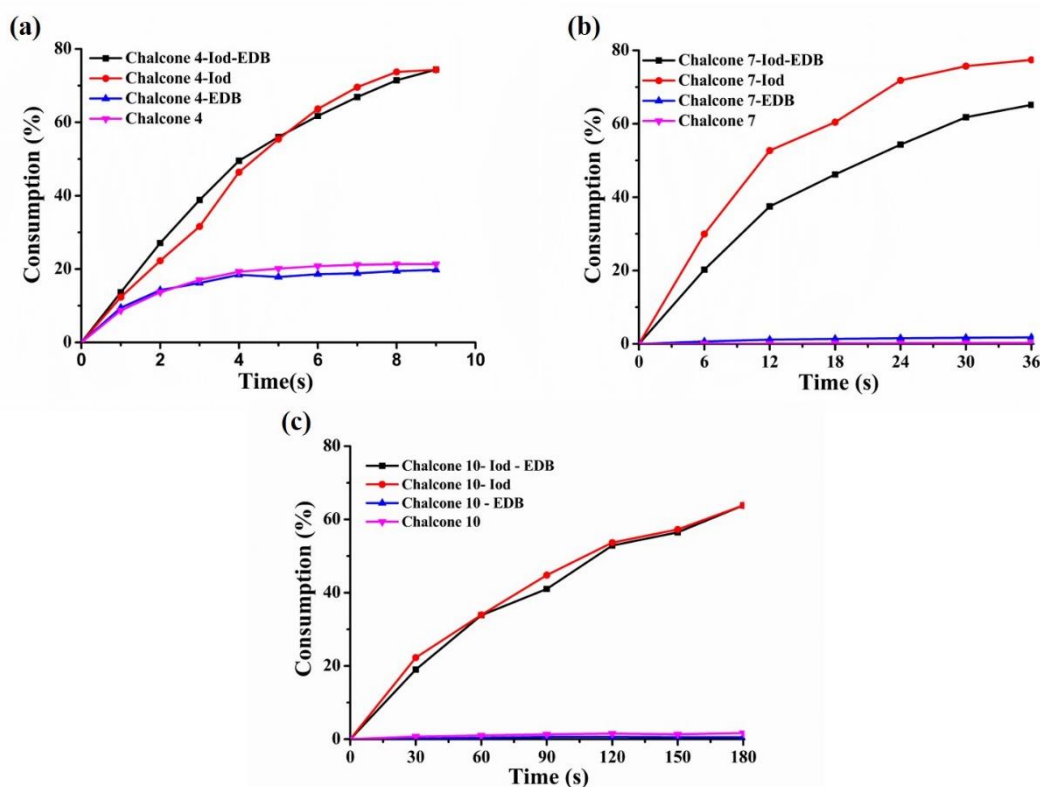 (a)
Chalcone 4-Iod-EDB
Chalcone 4-Iod
Chalcone 4-EDB
Chalcone 4
Consumption (%)
80
60
40
20
0
0 2 4 6 8 10
Time(s)
(b)
Chalcone 7-Iod-EDB
Chalcone 7-Iod
Chalcone 7-EDB
Chalcone 7
Consumption (%)
80
60
40
20
0
0 6 12 18 24 30 36
Time (s)
(c)
Chalcone 10- Iod - EDB
Chalcone 10- Iod
Chalcone 10 - EDB
Chalcone 10
Consumption (%)
80
60
40
20
0
0 30 60 90 120 150 180
Time (s)